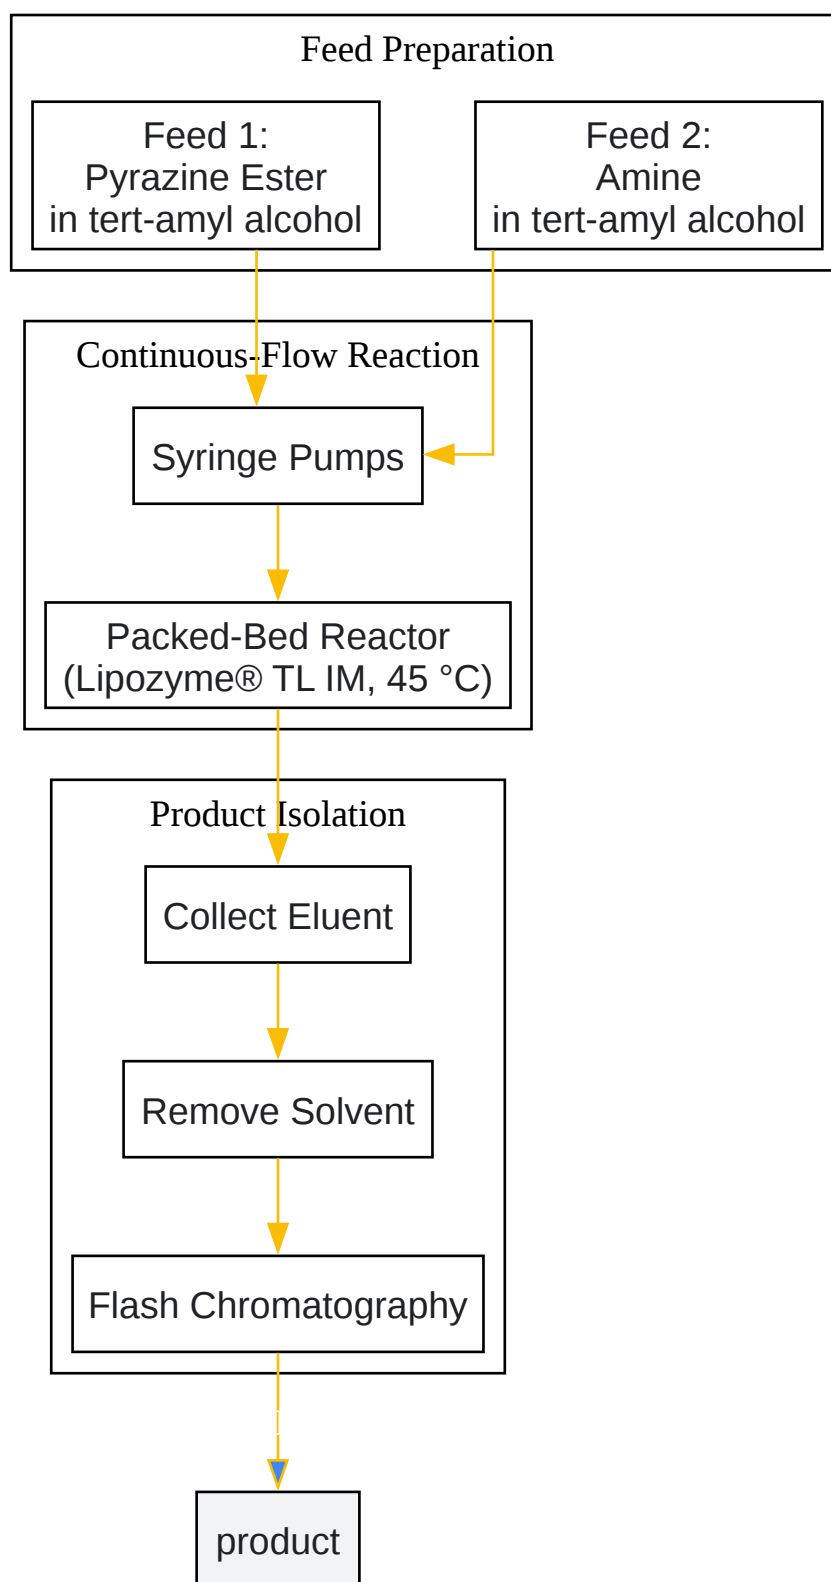 Feed Preparation
Feed 1:
Pyrazine Ester
in tert-amyl alcohol
Feed 2:
Amine
in tert-amyl alcohol
Continuous-Flow Reaction
Syringe Pumps
Packed-Bed Reactor
(Lipozyme® TL IM, 45 °C)
Product Isolation
Collect Eluent
Remove Solvent
Flash Chromatography
product